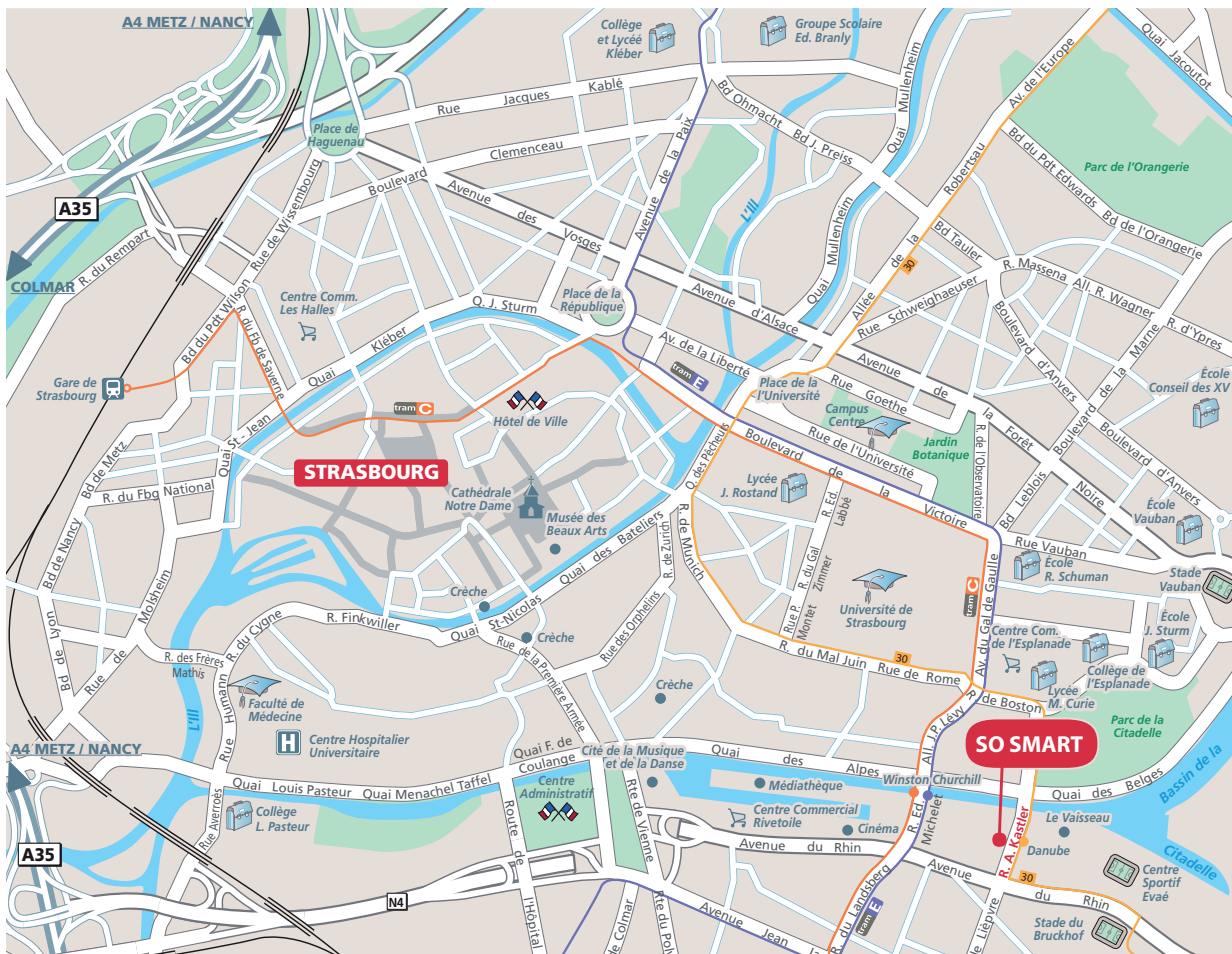 A4 METZ / NANCY
Collège
et Lycéé
Kléber
Groupe Scolaire
Ed. Branly
Quai Jacoutot
Av. de l'Europe
Quai Mullenheim
Rue Jacques Kablé
Bd Ohmacht
Bd J. Preiss
Place de
Haguenau
Clemenceau
Boulevard
Avenue de la Paix
Bd du Pdt Edwards
Parc de l'Orangerie
Bd de l'Orangerie
A35
Rue de Wissembourg
Avenue des Vosges
L'Ill
Quai Mullenheim
Allée de la Robertsau
Bd Tauler
30
R. du Rempart
COLMAR
R. Massena
All. R. Wagner
R. d'Ypres
Bd du Pdt Wilson
R. du Fb de Saverne
Centre Comm.
Les Halles
Q. J. Sturm
Place de la
République
Avenue d'Alsace
Rue Schweighaeuser
Boulevard d'Anvers
Boulevard de la Marne
Quai Kléber
Av. de la Liberté
tram E
Avenue de la Forêt Noire
Gare de
Strasbourg
Place de la
l'Université
Rue Goethe
École
Conseil des XV
tram C
Hôtel de Ville
Campus
Centre
Rue de l'Université
Jardin
Botanique
R. de l'Observatoire
Quai St-Jean
Bd de Metz
STRASBOURG
Q. des Pêcheurs
Boulevard de la Victoire
Boulevard d'Anvers
R. du Fbg National
Cathédrale
Notre Dame
Lycée
J. Rostand
R. Ed.
Labbé
Bd Leblois
École
Vauban
Musée des
Beaux Arts
Quai des Bateliers
R. de Zurich
R. de Munich
Rue Vauban
Bd de Nancy
R. du Gal
Zimmer
École
R. Schuman
Stade
Vauban
Molsheim
Rue de
Crèche
Université de
Strasbourg
tram C
Av. du Gal de Gaulle
École
J. Sturm
R. Finkwiller
Quai St-Nicolas
Rue des Orphelins
Rue P.
Montet
Centre Com.
de l'Esplanade
Collège de
l'Esplanade
R. du Cygne
Crèche
Bd de Lyon
R. des Frères
Mathis
Rue de la Première Armée
R. du Mal Juin
30
Rue de Rome
Lycée
M. Curie
Faculté de
Médecine
Crèche
R. de Boston
L'Ill
Rue Humann
Parc de la
Citadelle
Centre Hospitalier
Universitaire
H
SO SMART
All. J.P. Lévy
A4 METZ / NANCY
Quai F. de
Coulange
Cité de la Musique
et de la Danse
Quai des Alpes
Bassin de la
Citadelle
Quai Louis Pasteur
Quai Menachel Taffel
Centre
Administratif
Médiathèque
Winston Churchill
Quai des Belges
Collège
L. Pasteur
Rue Averroès
Rte de Vienne
Centre Commercial
Rivetoile
R. Ed.
Michelet
Cinéma
Le Vaisseau
A35
Route de l'Hôpital
Avenue du Rhin
R. A. Kastler
Danube
Centre
Sportif
Evaé
30
Avenue du Rhin
N4
R. du Landsberg
tram E
Stade du
Bruckhof
de Colmar
Rte du Pol
Avenue Jean
de Lièpvre